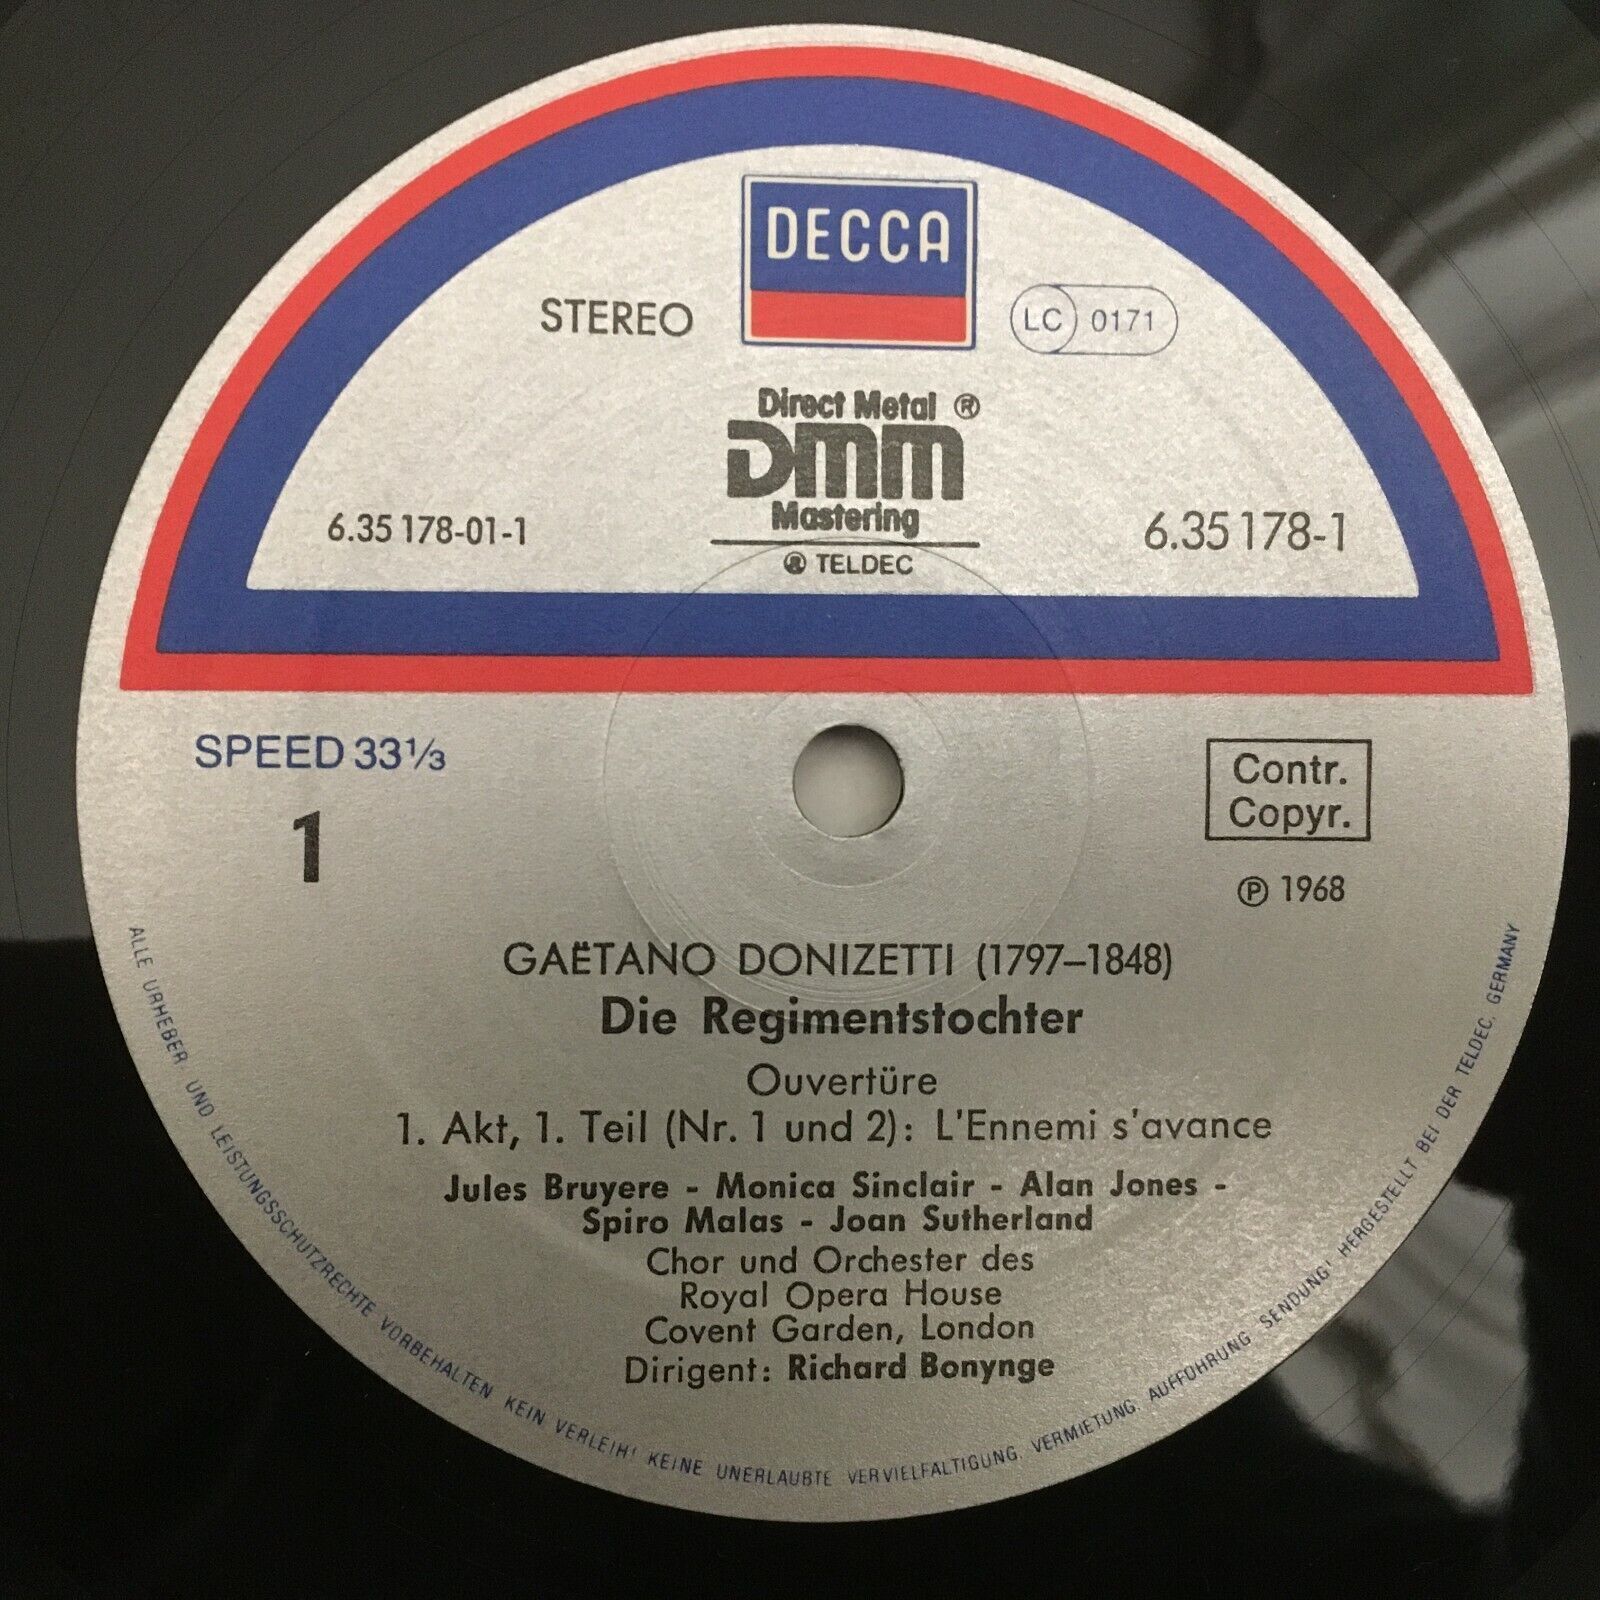 DECCA
STEREO
LC 0171
Direct Metal ®
DMM
Mastering
6.35 178-01-1
6.35 178-1
® TELDEC
SPEED 33⅓
Contr.
Copyr.
1
℗ 1968
GAËTANO DONIZETTI (1797–1848)
Die Regimentstochter
Ouvertüre
1. Akt, 1. Teil (Nr. 1 und 2): L'Ennemi s'avance
Jules Bruyere - Monica Sinclair - Alan Jones -
Spiro Malas - Joan Sutherland
Chor und Orchester des
Royal Opera House
Covent Garden, London
Dirigent: Richard Bonynge
ALLE URHEBER- UND LEISTUNGSSCHUTZRECHTE VORBEHALTEN KEIN VERLEIH! KEINE UNERLAUBTE VERVIELFÄLTIGUNG, VERMIETUNG, AUFFÜHRUNG, SENDUNG! HERGESTELLT BEI DER TELDEC, GERMANY